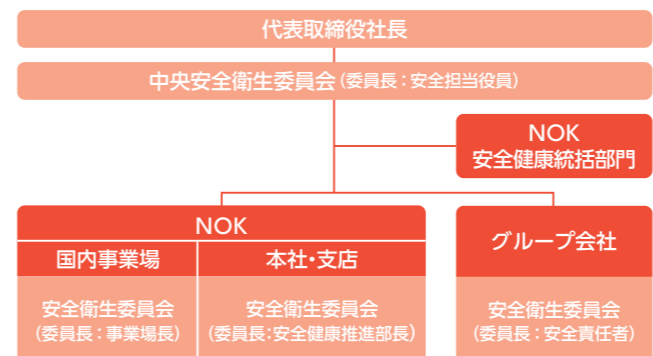 代表取締役社長
中央安全衛生委員会(委員長：安全担当役員)
NOK
安全健康統括部門
NOK
国内事業場
本社・支店
グループ会社
安全衛生委員会
(委員長：事業場長)
安全衛生委員会
(委員長：安全健康推進部長)
安全衛生委員会
(委員長：安全責任者)